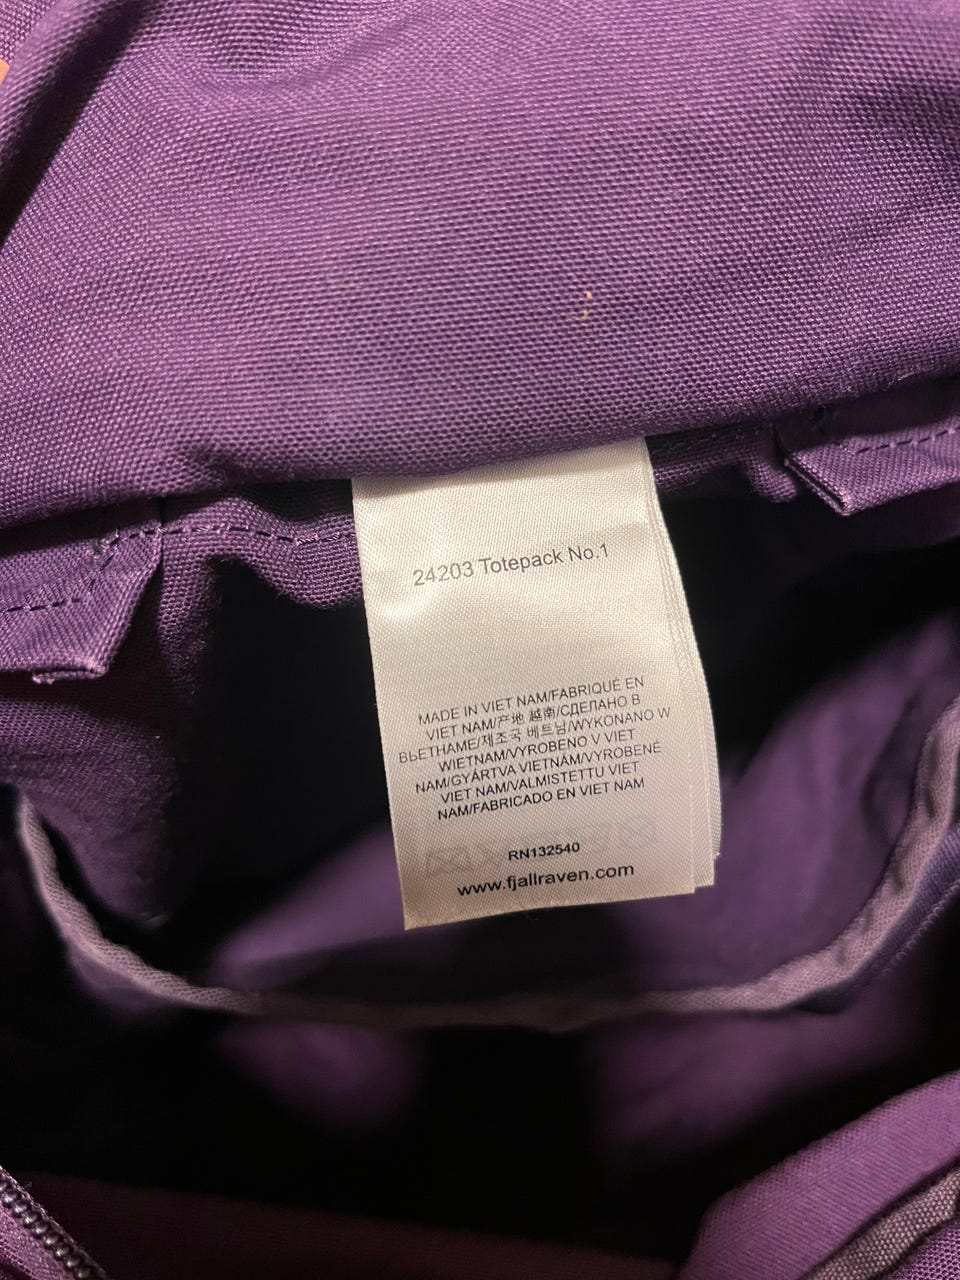 24203 Totepack No.1
MADE IN VIET NAM/FABRIQUÉ EN
VIET NAM/产地 越南/СДЕЛАНО В
ВЬЕТНАМЕ/제조국 베트남/WYKONANO W
WIETNAM/VYROBENO V VIET
NAM/GYÁRTVA VIETNÁM/VYROBENÉ
VIET NAM/VALMISTETTU VIET
NAM/FABRICADO EN VIET NAM
RN132540
www.fjallraven.com